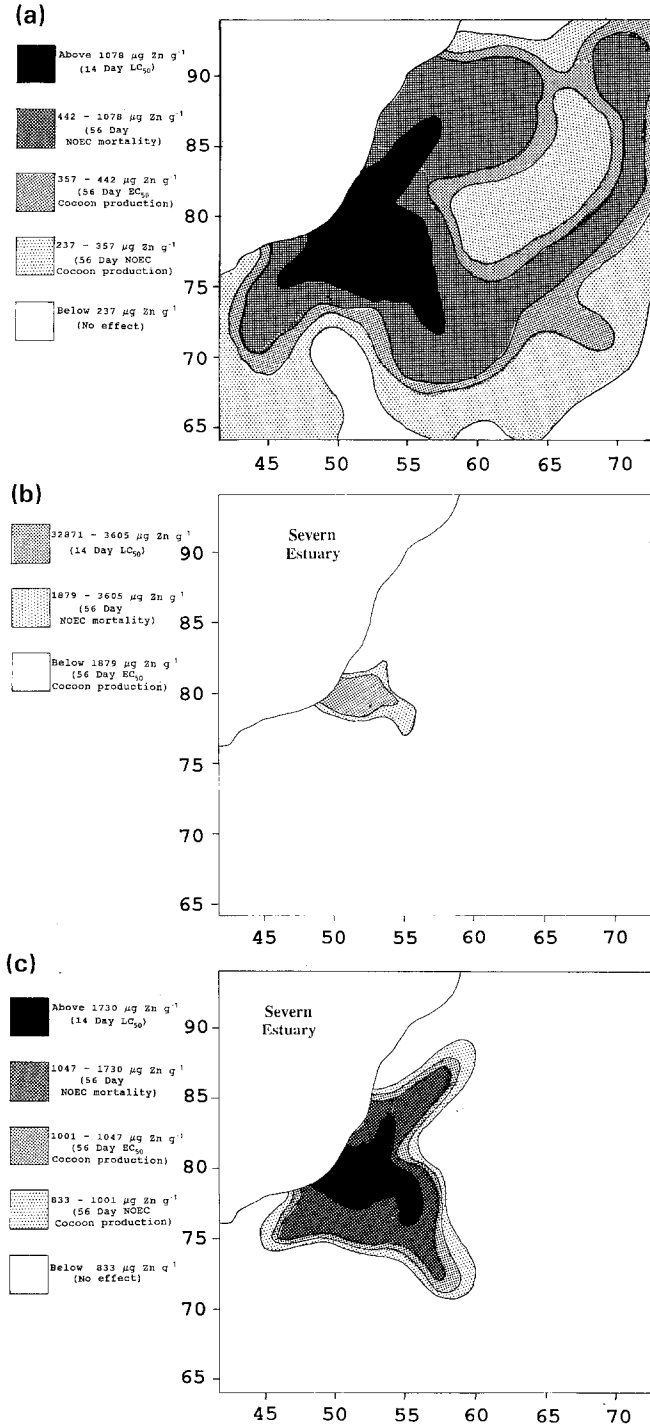 (a)
Above 1078 µg Zn g⁻¹
(14 Day LC₅₀)
442 - 1078 µg Zn g⁻¹
(56 Day
NOEC mortality)
357 - 442 µg Zn g⁻¹
(56 Day EC₅₀
Cocoon production)
237 - 357 µg Zn g⁻¹
(56 Day NOEC
Cocoon production)
Below 237 µg Zn g⁻¹
(No effect)
90
85
80
75
70
65
45 50 55 60 65 70
(b)
32871 - 3605 µg Zn g⁻¹
(14 Day LC₅₀)
1879 - 3605 µg Zn g⁻¹
(56 Day
NOEC mortality)
Below 1879 µg Zn g⁻¹
(56 Day EC₅₀
Cocoon production)
Severn
Estuary
90
85
80
75
70
65
45 50 55 60 65 70
(c)
Above 1730 µg Zn g⁻¹
(14 Day LC₅₀)
1047 - 1730 µg Zn g⁻¹
(56 Day
NOEC mortality)
1001 - 1047 µg Zn g⁻¹
(56 Day EC₅₀
Cocoon production)
833 - 1001 µg Zn g⁻¹
(56 Day NOEC
Cocoon production)
Below 833 µg Zn g⁻¹
(No effect)
Severn
Estuary
90
85
80
75
70
65
45 50 55 60 65 70